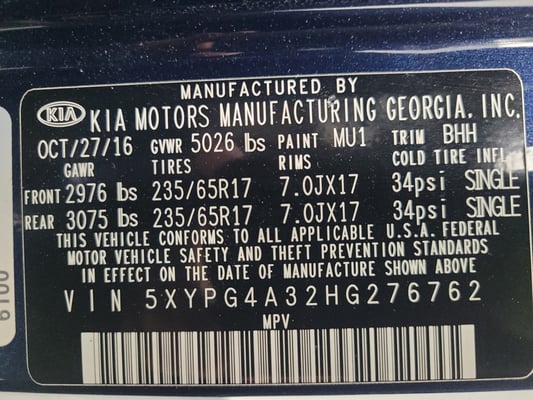 MANUFACTURED BY
KIA KIA MOTORS MANUFACTURING GEORGIA, INC.
OCT/27/16 GVWR 5026 lbs PAINT MU1 TRIM BHH
GAWR TIRES RIMS COLD TIRE INFL
FRONT 2976 lbs 235/65R17 7.0JX17 34psi SINGLE
REAR 3075 lbs 235/65R17 7.0JX17 34psi SINGLE
THIS VEHICLE CONFORMS TO ALL APPLICABLE U.S.A. FEDERAL
MOTOR VEHICLE SAFETY AND THEFT PREVENTION STANDARDS
IN EFFECT ON THE DATE OF MANUFACTURE SHOWN ABOVE
VIN 5XYPG4A32HG276762
MPV